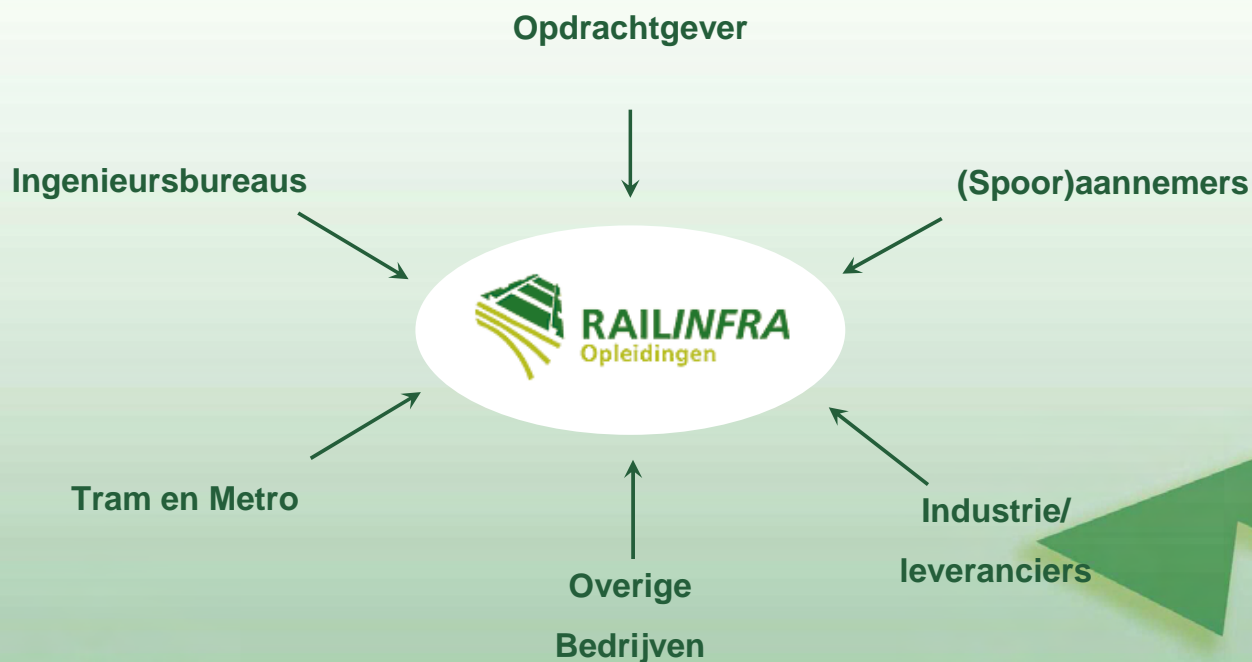 Opdrachtgever
Ingenieursbureaus
(Spoor)aannemers
RAILINFRA
Opleidingen
Tram en Metro
Industrie/
leveranciers
Overige
Bedrijven